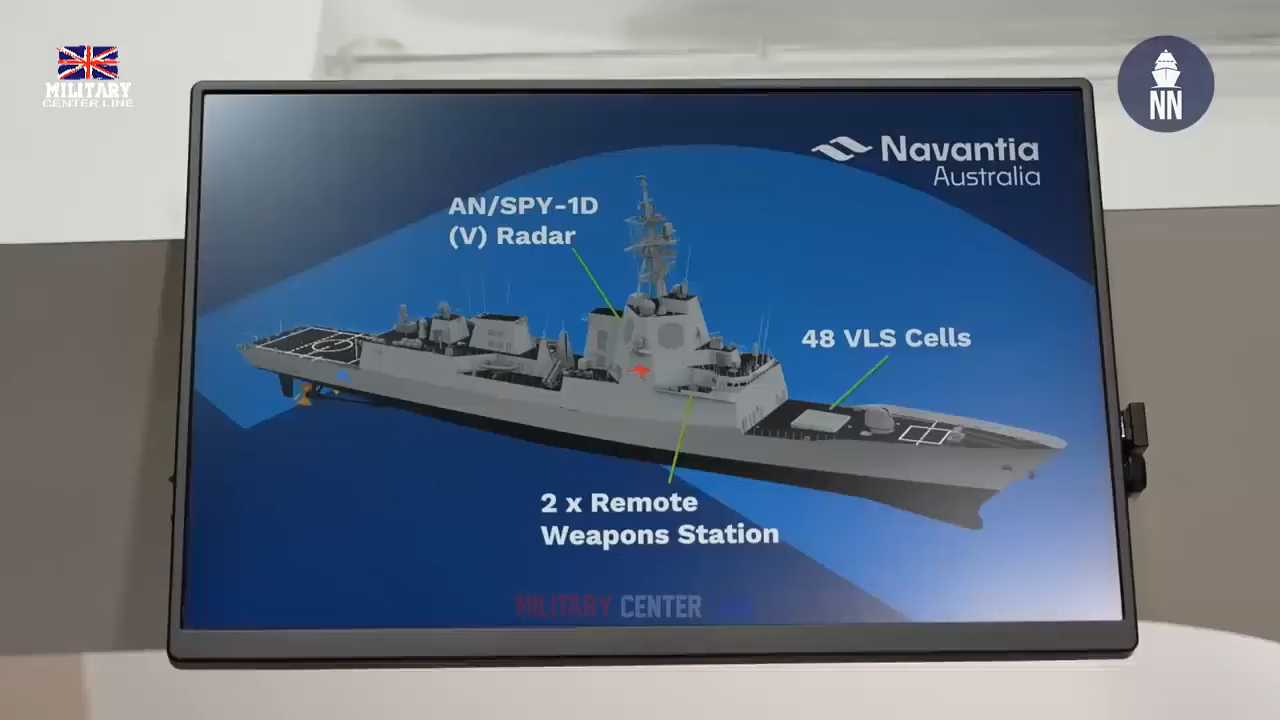 MILITARY
CENTER LINE
NN
Navantia
Australia
AN/SPY-1D
(V) Radar
48 VLS Cells
2 x Remote
Weapons Station
MILITARY CENTER LINE